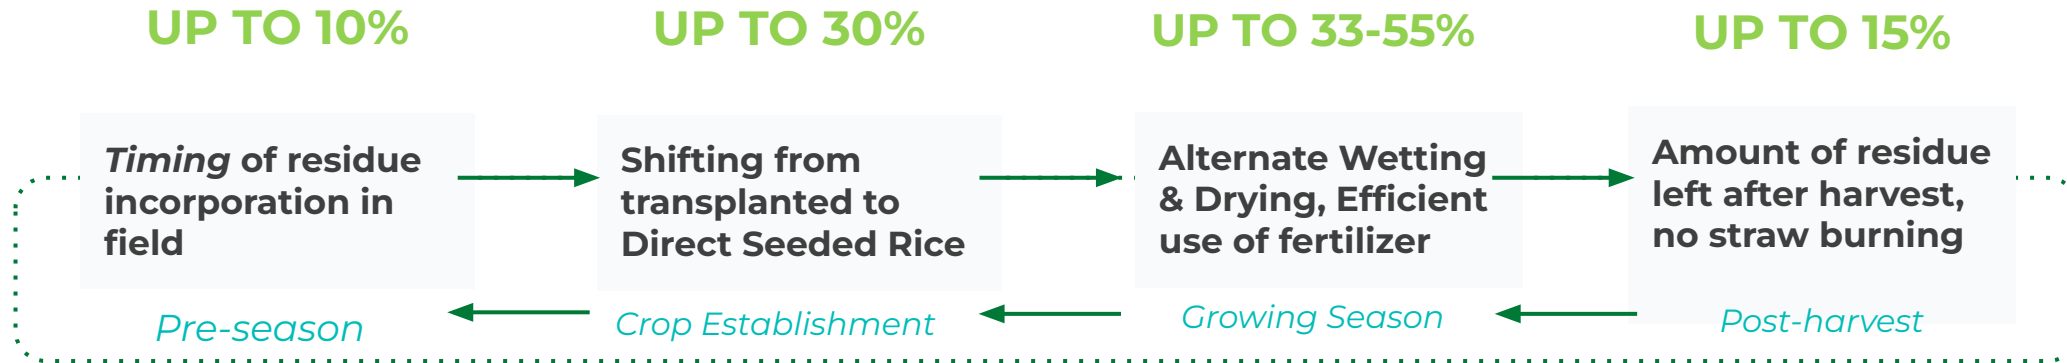 UP TO 10%
UP TO 30%
UP TO 33-55%
UP TO 15%
Timing of residue
incorporation in
field
Shifting from
transplanted to
Direct Seeded Rice
Alternate Wetting
& Drying, Efficient
use of fertilizer
Amount of residue
left after harvest,
no straw burning
Pre-season
Crop Establishment
Growing Season
Post-harvest